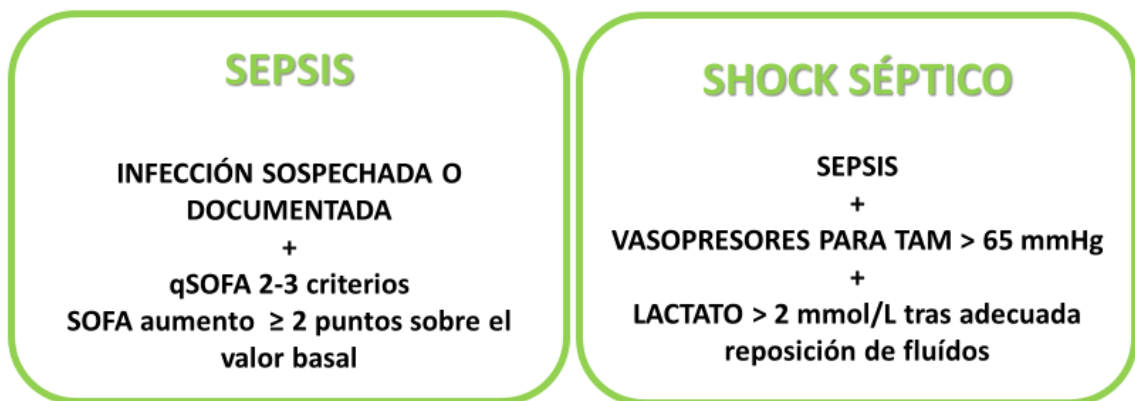 SEPSIS
INFECCIÓN SOSPECHADA O
DOCUMENTADA
+
qSOFA 2-3 criterios
SOFA aumento ≥ 2 puntos sobre el
valor basal
SHOCK SÉPTICO
SEPSIS
+
VASOPRESORES PARA TAM > 65 mmHg
+
LACTATO > 2 mmol/L tras adecuada
reposición de fluídos